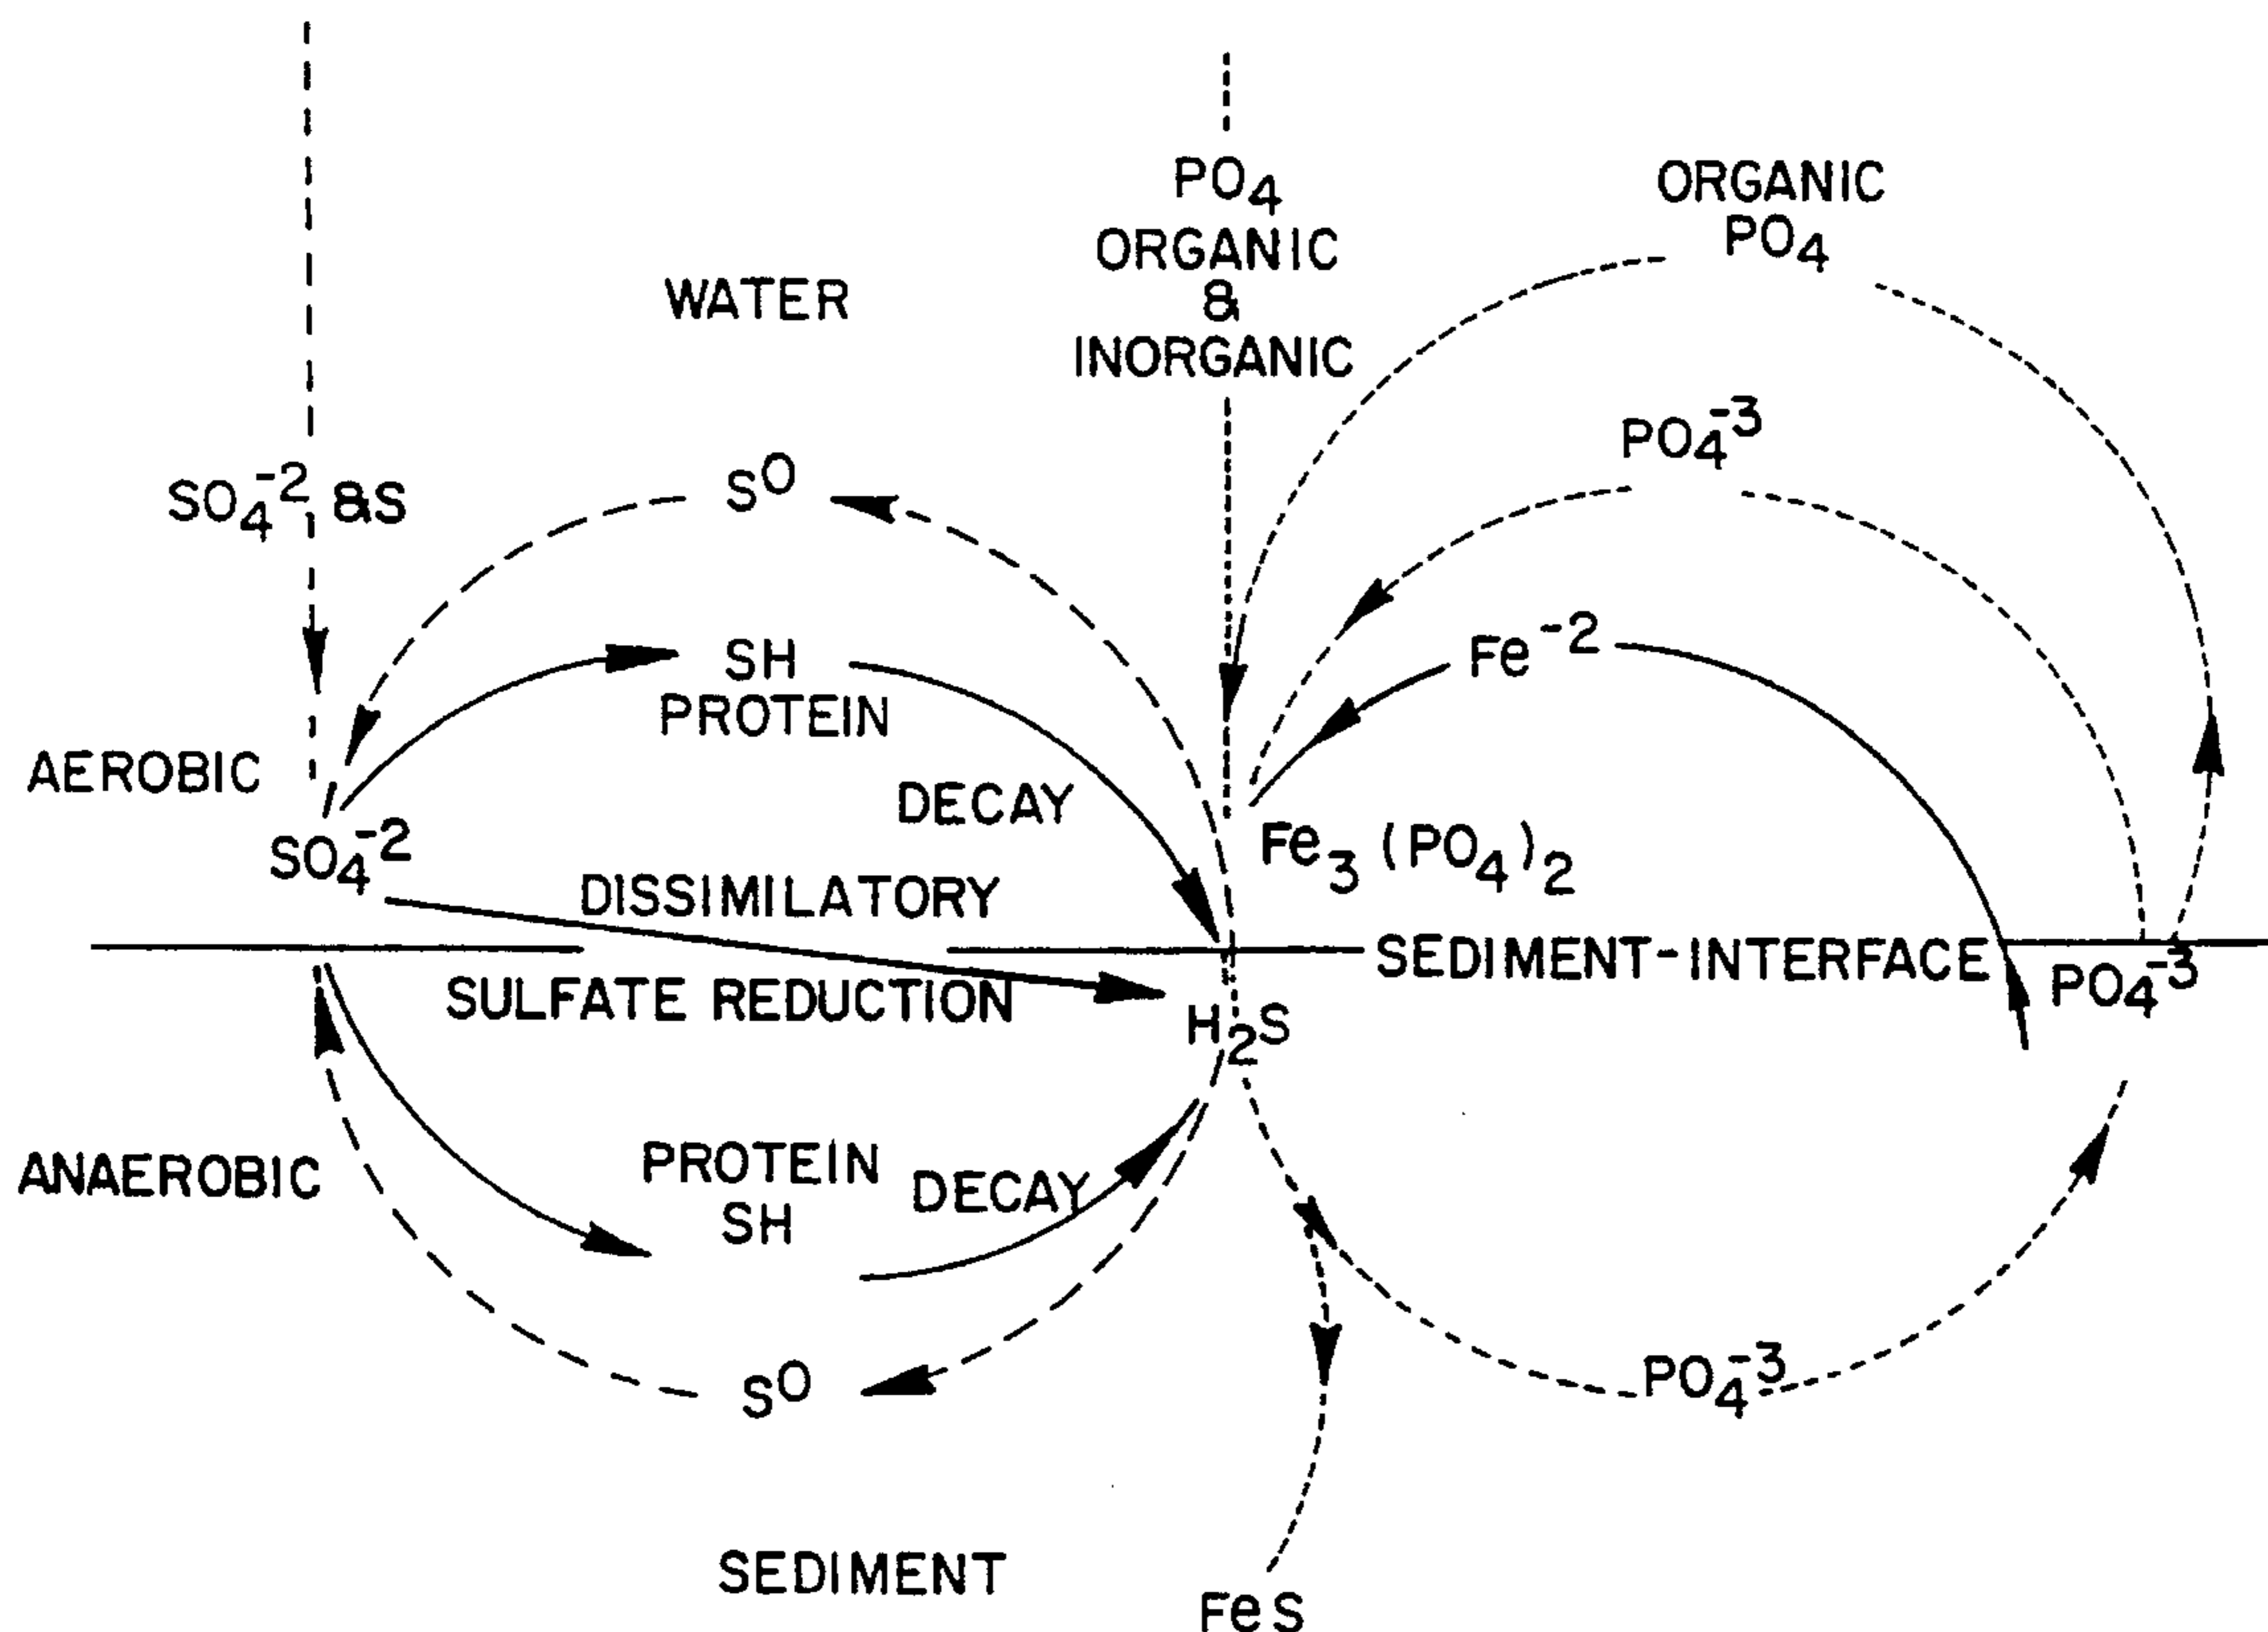 PO₄
ORGANIC
&
INORGANIC
ORGANIC
PO₄
WATER
PO₄⁻³
SO₄⁻² &S
S⁰
Fe⁻²
SH
PROTEIN
AEROBIC
DECAY
SO₄⁻²
Fe₃(PO₄)₂
DISSIMILATORY
SEDIMENT-INTERFACE
SULFATE REDUCTION
PO₄⁻³
H₂S
ANAEROBIC
PROTEIN
SH
DECAY
S⁰
PO₄⁻³
SEDIMENT
FeS